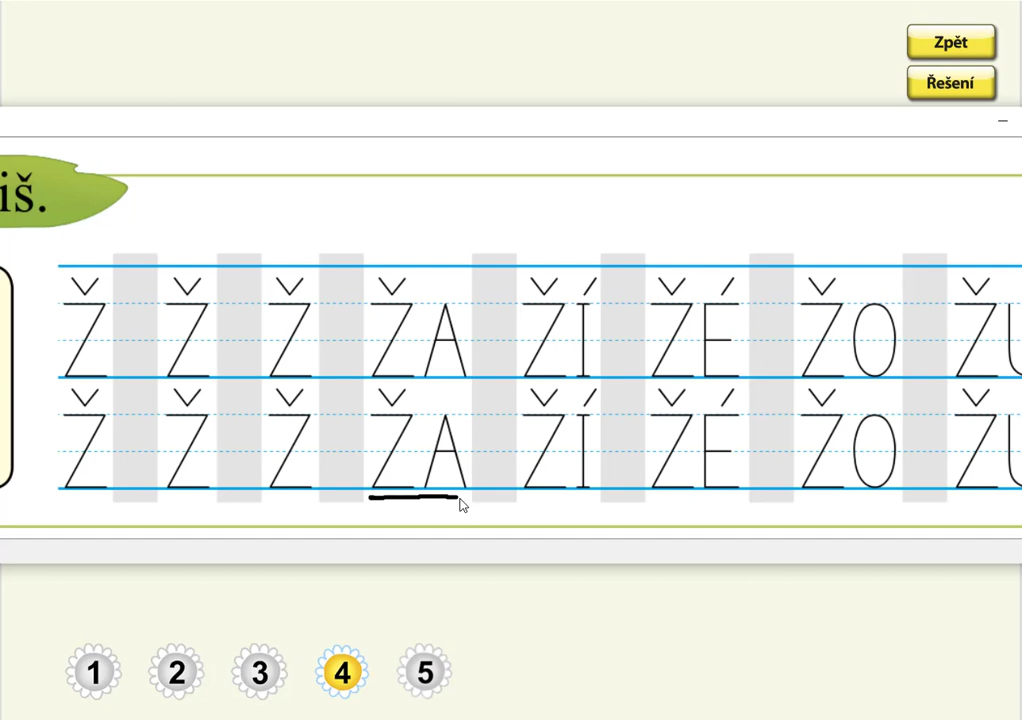 Zpět
Řešení
iš.
Ž Ž Ž ŽA ŽÍ ŽÉ ŽO
Ž Ž Ž ŽA ŽÍ ŽÉ ŽO
1 2 3 4 5